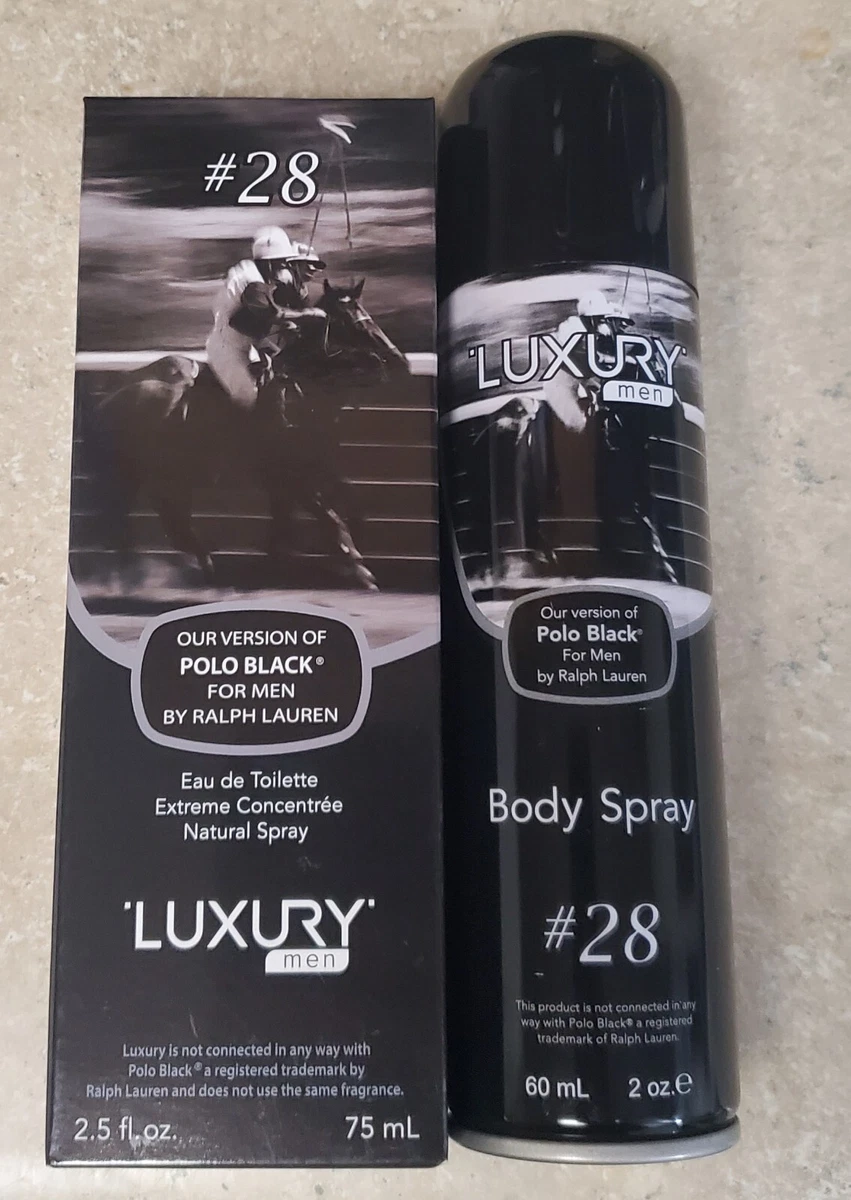 #28
OUR VERSION OF
POLO BLACK®
FOR MEN
BY RALPH LAUREN
Eau de Toilette
Extreme Concentrée
Natural Spray
'LUXURY'
men
Luxury is not connected in any way with
Polo Black® a registered trademark by
Ralph Lauren and does not use the same fragrance.
2.5 fl.oz. 75 mL
'LUXURY'
men
Our version of
Polo Black®
For Men
by Ralph Lauren
Body Spray
#28
This product is not connected in any
way with Polo Black® a registered
trademark of Ralph Lauren.
60 mL 2 oz.e